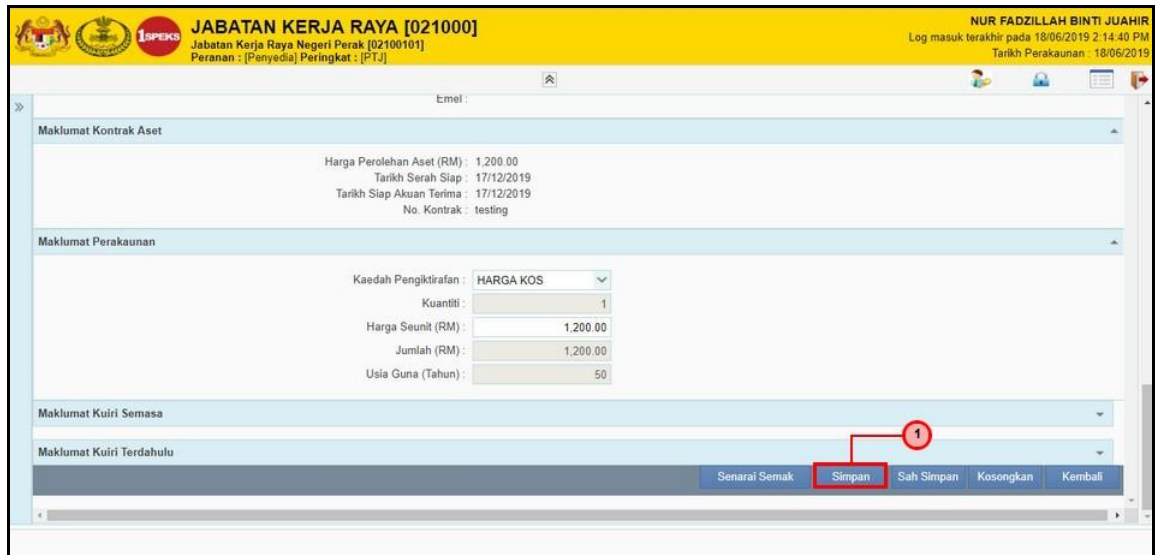 1SPEKS
JABATAN KERJA RAYA [021000]
Jabatan Kerja Raya Negeri Perak [02100101]
Peranan : [Penyedia] Peringkat : [PTJ]
NUR FADZILLAH BINTI JUAHIR
Log masuk terakhir pada 18/06/2019 2:14:40 PM
Tarikh Perakaunan : 18/06/2019
Emel :
Maklumat Kontrak Aset
Harga Perolehan Aset (RM) : 1,200.00
Tarikh Serah Siap : 17/12/2019
Tarikh Siap Akuan Terima : 17/12/2019
No. Kontrak : testing
Maklumat Perakaunan
Kaedah Pengiktirafan : HARGA KOS
Kuantiti : 1
Harga Seunit (RM) : 1,200.00
Jumlah (RM) : 1,200.00
Usia Guna (Tahun) : 50
Maklumat Kuiri Semasa
1
Maklumat Kuiri Terdahulu
Senarai Semak Simpan Sah Simpan Kosongkan Kembali